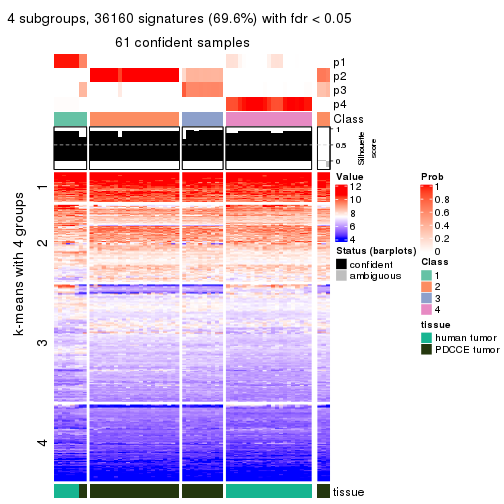 4 subgroups, 36160 signatures (69.6%) with fdr < 0.05
61 confident samples
p1
p2
p3
p4
Class
1
0.5
0
Silhouette
score
k-means with 4 groups
1
2
3
4
tissue
Value
12
10
8
6
4
Status (barplots)
confident
ambiguous
Prob
1
0.8
0.6
0.4
0.2
0
Class
1
2
3
4
tissue
human tumor
PDCCE tumor